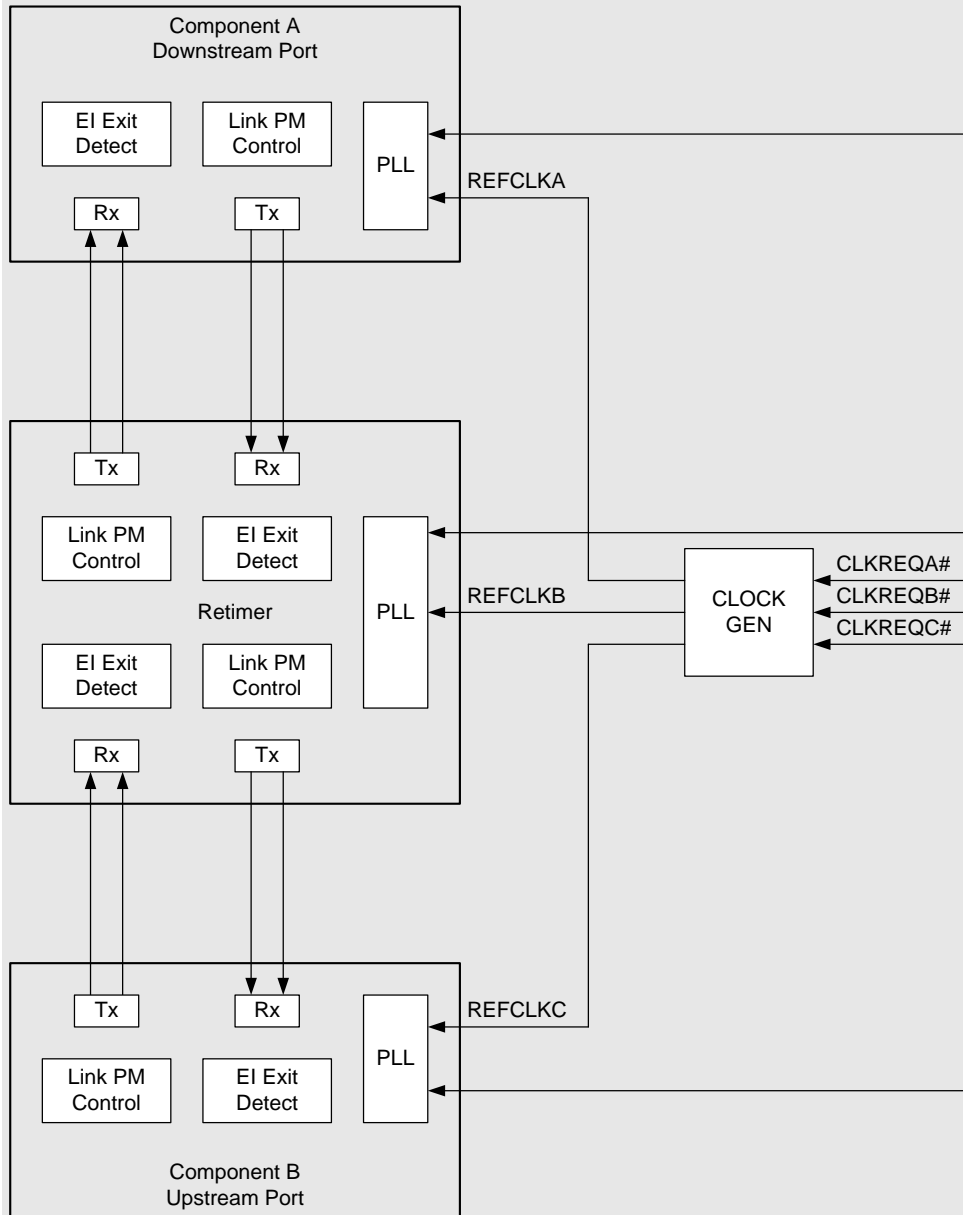 Component A
Downstream Port
EI Exit
Detect
Link PM
Control
PLL
REFCLKA
Rx
Tx
Tx
Rx
Link PM
Control
EI Exit
Detect
PLL
REFCLKB
Retimer
CLOCK
GEN
CLKREQA#
CLKREQB#
CLKREQC#
EI Exit
Detect
Link PM
Control
Rx
Tx
Tx
Rx
REFCLKC
PLL
Link PM
Control
EI Exit
Detect
Component B
Upstream Port